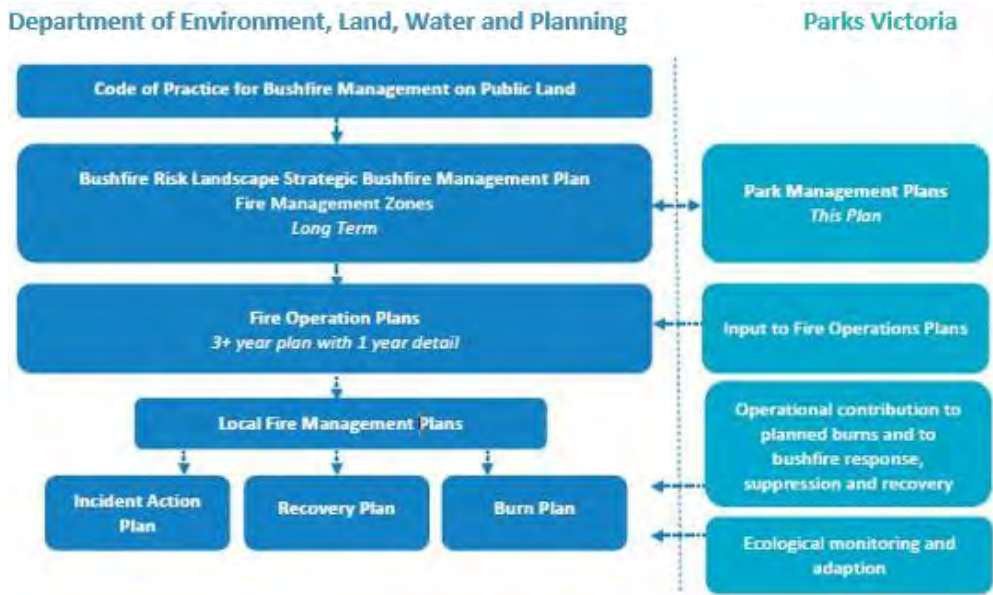 Department of Environment, Land, Water and Planning
Parks Victoria
Code of Practice for Bushfire Management on Public Land
Bushfire Risk Landscape Strategic Bushfire Management Plan
Fire Management Zones
Long Term
Park Management Plans
This Plan
Fire Operation Plans
3+ year plan with 1 year detail
Input to Fire Operations Plans
Local Fire Management Plans
Operational contribution to
planned burns and to
bushfire response,
suppression and recovery
Incident Action
Plan
Recovery Plan
Burn Plan
Ecological monitoring and
adaption